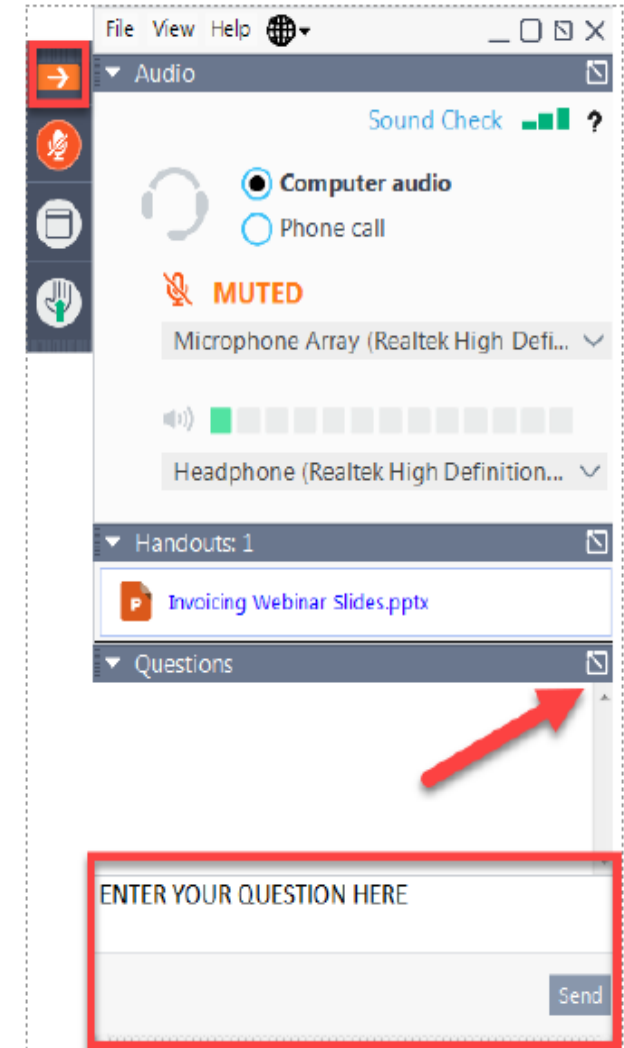 File View Help
Audio
Sound Check ?
Computer audio
Phone call
MUTED
Microphone Array (Realtek High Defi...
Headphone (Realtek High Definition...
Handouts: 1
P Invoicing Webinar Slides.pptx
Questions
ENTER YOUR QUESTION HERE
Send